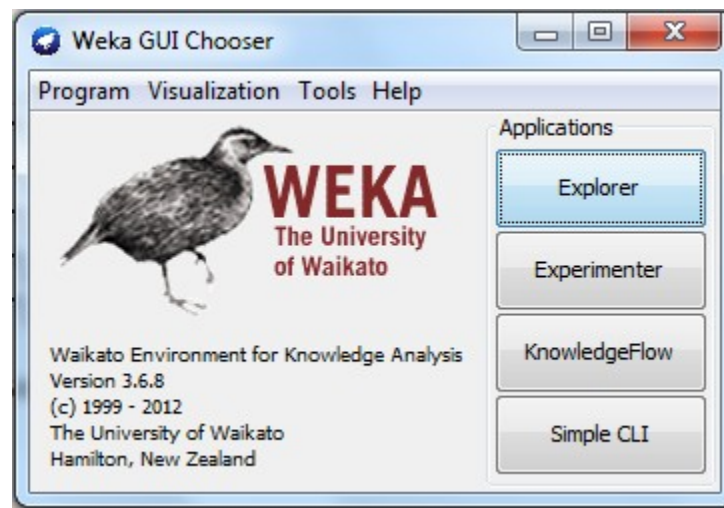 Weka GUI Chooser
Program Visualization Tools Help
WEKA
The University
of Waikato
Waikato Environment for Knowledge Analysis
Version 3.6.8
(c) 1999 - 2012
The University of Waikato
Hamilton, New Zealand
Applications
Explorer
Experimenter
KnowledgeFlow
Simple CLI